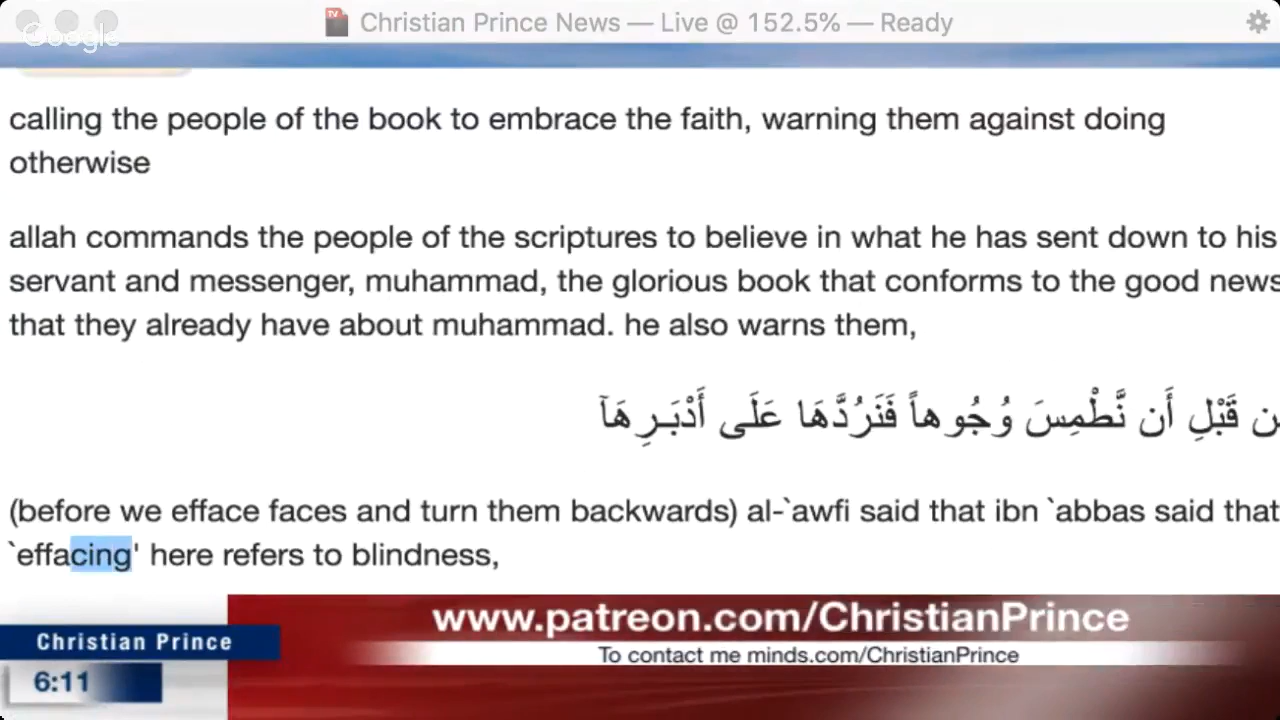 Christian Prince News — Live @ 152.5% — Ready
Google
calling the people of the book to embrace the faith, warning them against doing
otherwise
allah commands the people of the scriptures to believe in what he has sent down to his
servant and messenger, muhammad, the glorious book that conforms to the good news
that they already have about muhammad. he also warns them,
ن قَبْلِ أَن نَّطْمِسَ وُجُوهاً فَنَرُدَّهَا عَلَى أَدْبَـرِهَآ
(before we efface faces and turn them backwards) al-`awfi said that ibn `abbas said that
`effacing' here refers to blindness,
www.patreon.com/ChristianPrince
To contact me minds.com/ChristianPrince
Christian Prince
6:11